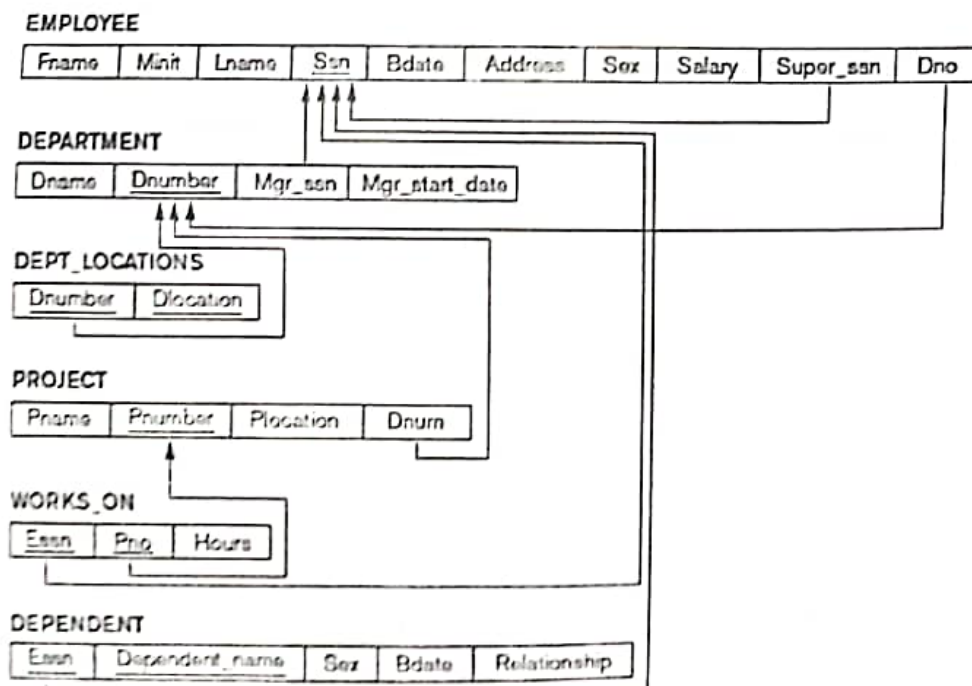 EMPLOYEE
Fname Minit Lname Ssn Bdate Address Sex Salary Super_ssn Dno
DEPARTMENT
Dname Dnumber Mgr_ssn Mgr_start_date
DEPT_LOCATIONS
Dnumber Dlocation
PROJECT
Pname Pnumber Plocation Dnum
WORKS_ON
Essn Pno Hours
DEPENDENT
Essn Dependent_name Sex Bdate Relationship